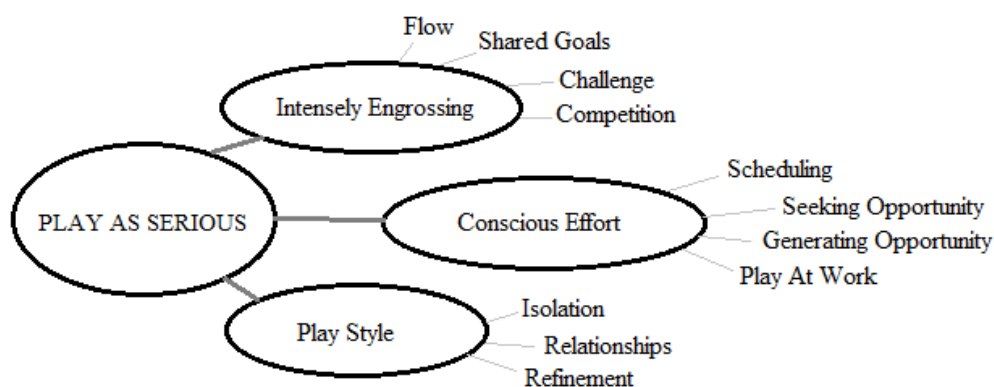 Flow
Shared Goals
Intensely Engrossing
Challenge
Competition
PLAY AS SERIOUS
Conscious Effort
Scheduling
Seeking Opportunity
Generating Opportunity
Play At Work
Play Style
Isolation
Relationships
Refinement